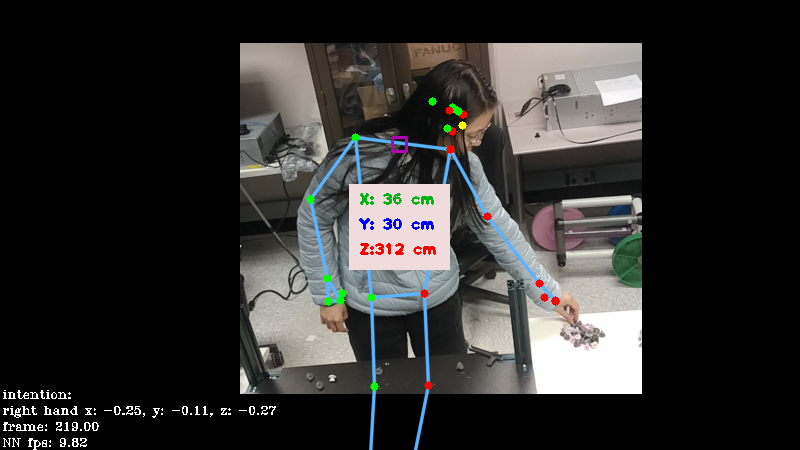 FANUC
X: 36 cm
Y: 30 cm
Z:312 cm
intention:
right hand x: -0.25, y: -0.11, z: -0.27
frame: 219.00
NN fps: 9.82